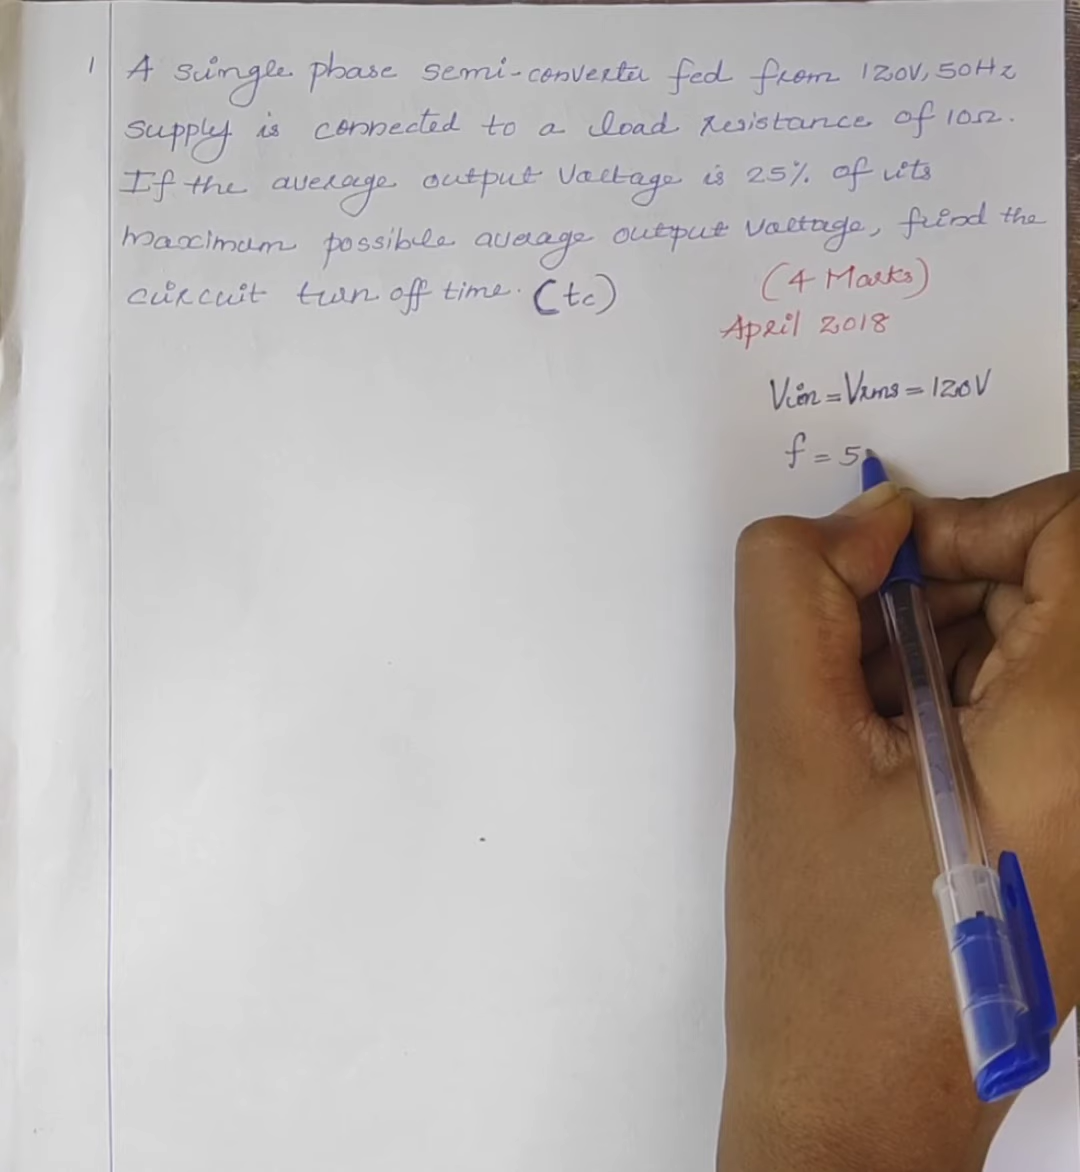 1 A single phase semi-converter fed from 120V, 50Hz
supply is connected to a load resistance of 10Ω.
If the average output Voltage is 25% of its
maximum possible average output voltage, find the
circuit turn off time. (tc)
(4 Marks)
April 2018
Vin = Vrms = 120V
f = 5